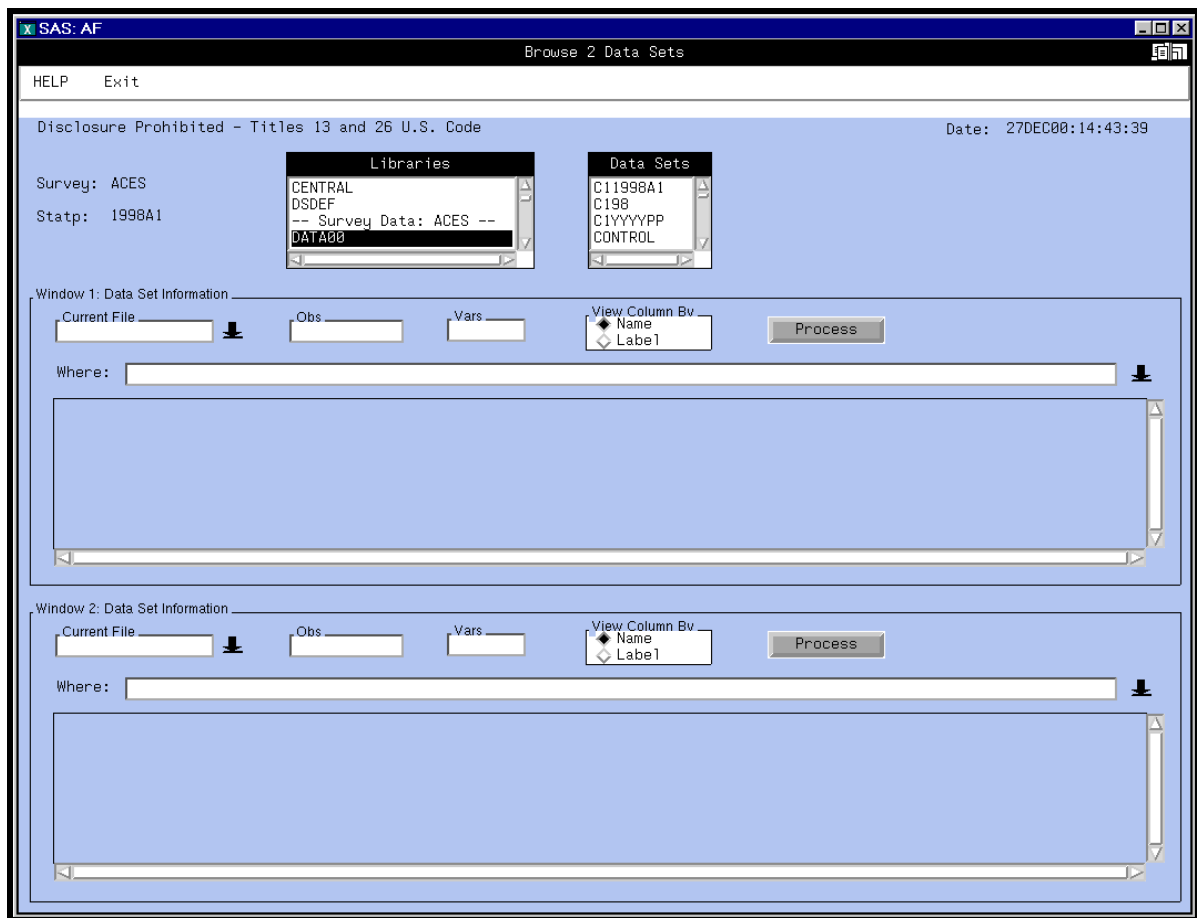 X SAS: AF
Browse 2 Data Sets
HELP Exit
Disclosure Prohibited - Titles 13 and 26 U.S. Code
Date: 27DEC00:14:43:39
Survey: ACES
Statp: 1998A1
Libraries
CENTRAL
DSDEF
-- Survey Data: ACES --
DATA00
Data Sets
C11998A1
C198
C1YYYYPP
CONTROL
Window 1: Data Set Information
Current File
Obs
Vars
View Column By
Name
Label
Process
Where:
Window 2: Data Set Information
Current File
Obs
Vars
View Column By
Name
Label
Process
Where: